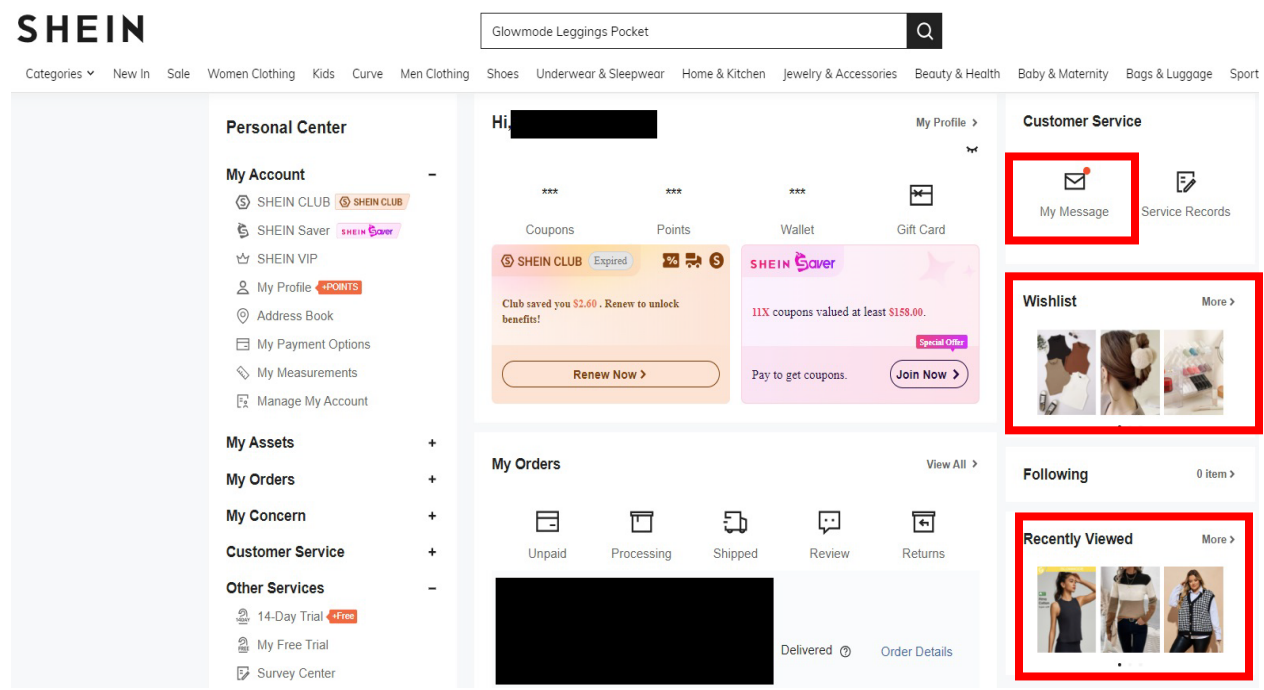 SHEIN
Glowmode Leggings Pocket
Categories New In Sale Women Clothing Kids Curve Men Clothing Shoes Underwear & Sleepwear Home & Kitchen Jewelry & Accessories Beauty & Health Baby & Maternity Bags & Luggage Sport
Personal Center
My Account
SHEIN CLUB SHEIN CLUB
SHEIN Saver SHEIN Saver
SHEIN VIP
My Profile +POINTS
Address Book
My Payment Options
My Measurements
Manage My Account
My Assets
My Orders
My Concern
Customer Service
Other Services
14-Day Trial +Free
My Free Trial
Survey Center
Hi,
My Profile >
*** *** ***
Coupons Points Wallet Gift Card
SHEIN CLUB Expired
Club saved you $2.60 . Renew to unlock
benefits!
Renew Now >
SHEIN Saver
11X coupons valued at least $158.00.
Special Offer
Pay to get coupons. Join Now >
My Orders View All >
Unpaid Processing Shipped Review Returns
Delivered Order Details
Customer Service
My Message Service Records
Wishlist More >
Following 0 item >
Recently Viewed More >